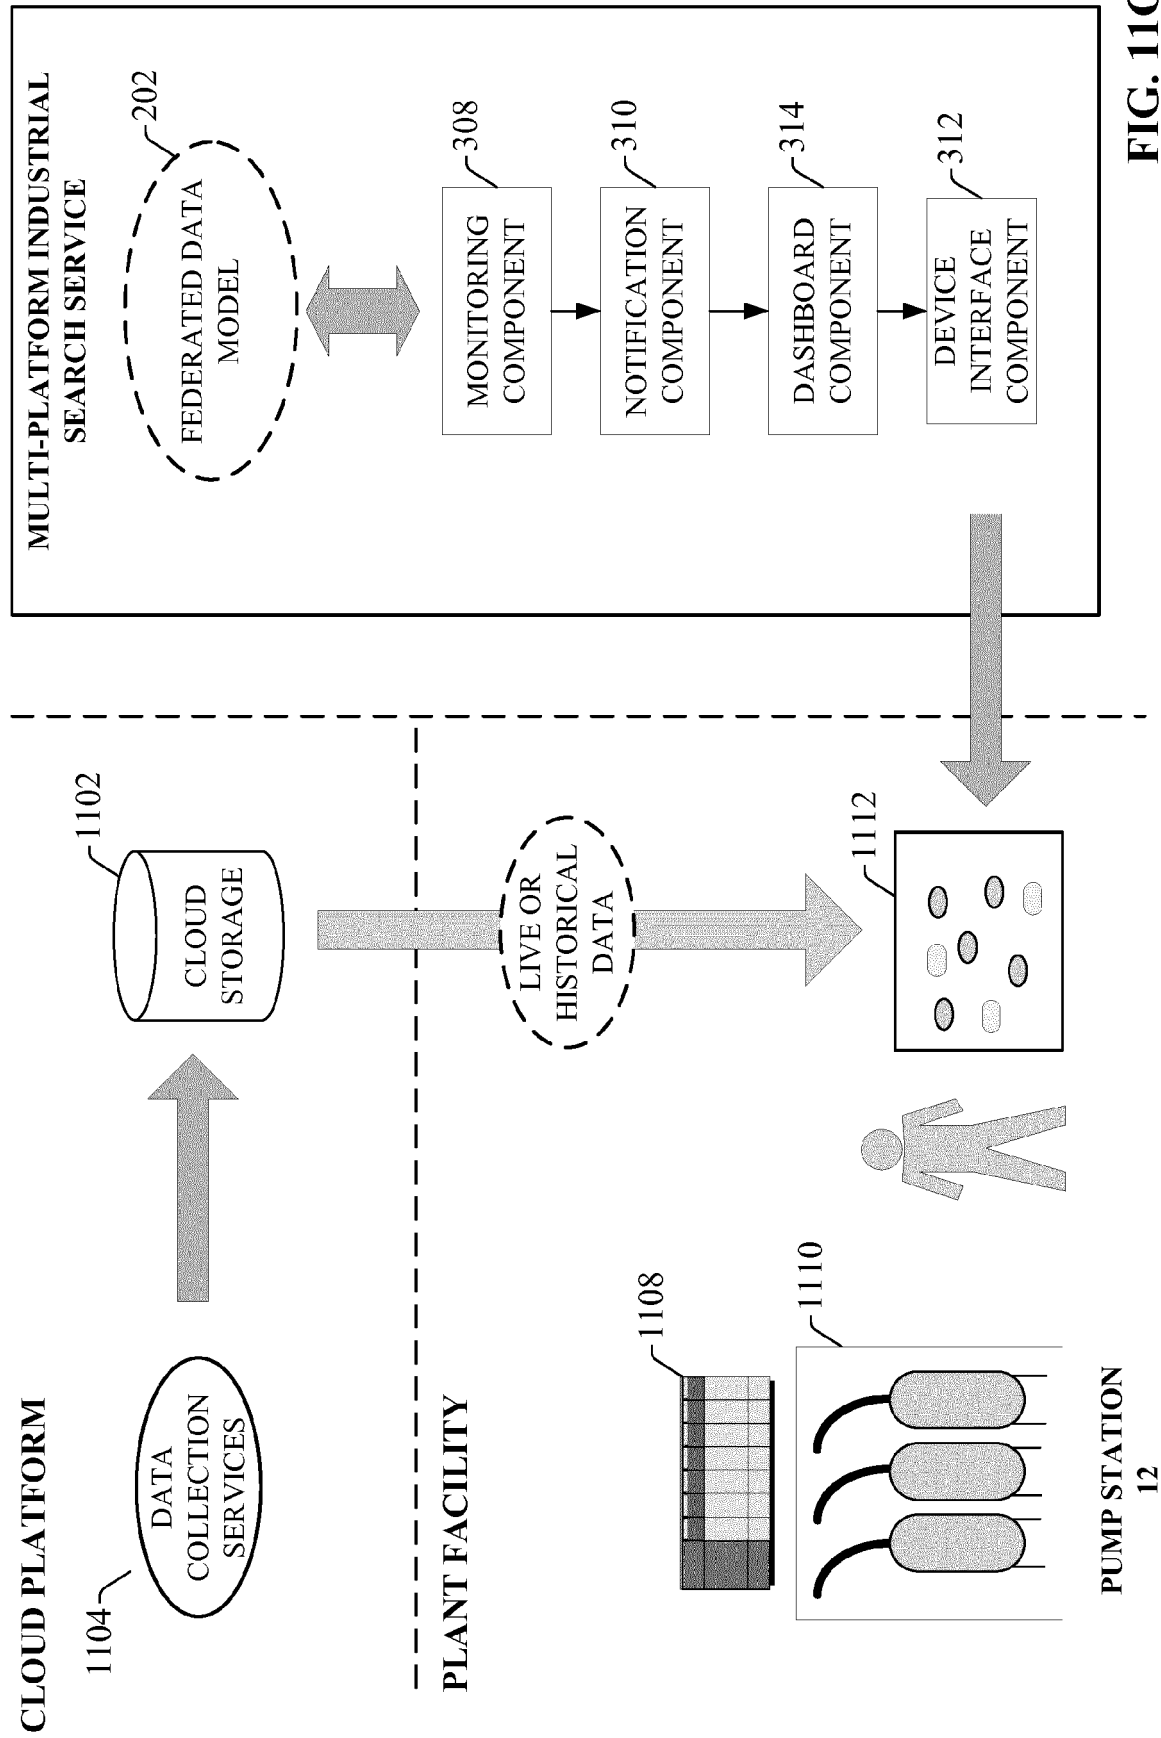 CLOUD PLATFORM
1104
DATA
COLLECTION
SERVICES
1102
CLOUD
STORAGE
PLANT FACILITY
LIVE OR
HISTORICAL
DATA
1108
1110
1112
PUMP STATION
12
MULTI-PLATFORM INDUSTRIAL
SEARCH SERVICE
202
FEDERATED DATA
MODEL
308
MONITORING
COMPONENT
310
NOTIFICATION
COMPONENT
314
DASHBOARD
COMPONENT
312
DEVICE
INTERFACE
COMPONENT